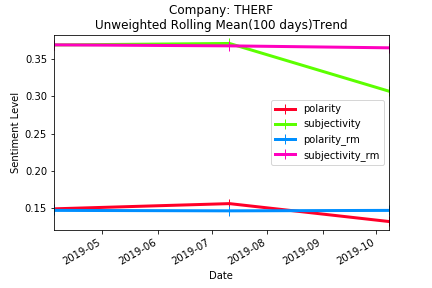 Company: THERF
Unweighted Rolling Mean(100 days)Trend
Sentiment Level
0.35
0.30
0.25
0.20
0.15
polarity
subjectivity
polarity_rm
subjectivity_rm
2019-05
2019-06
2019-07
2019-08
2019-09
2019-10
Date